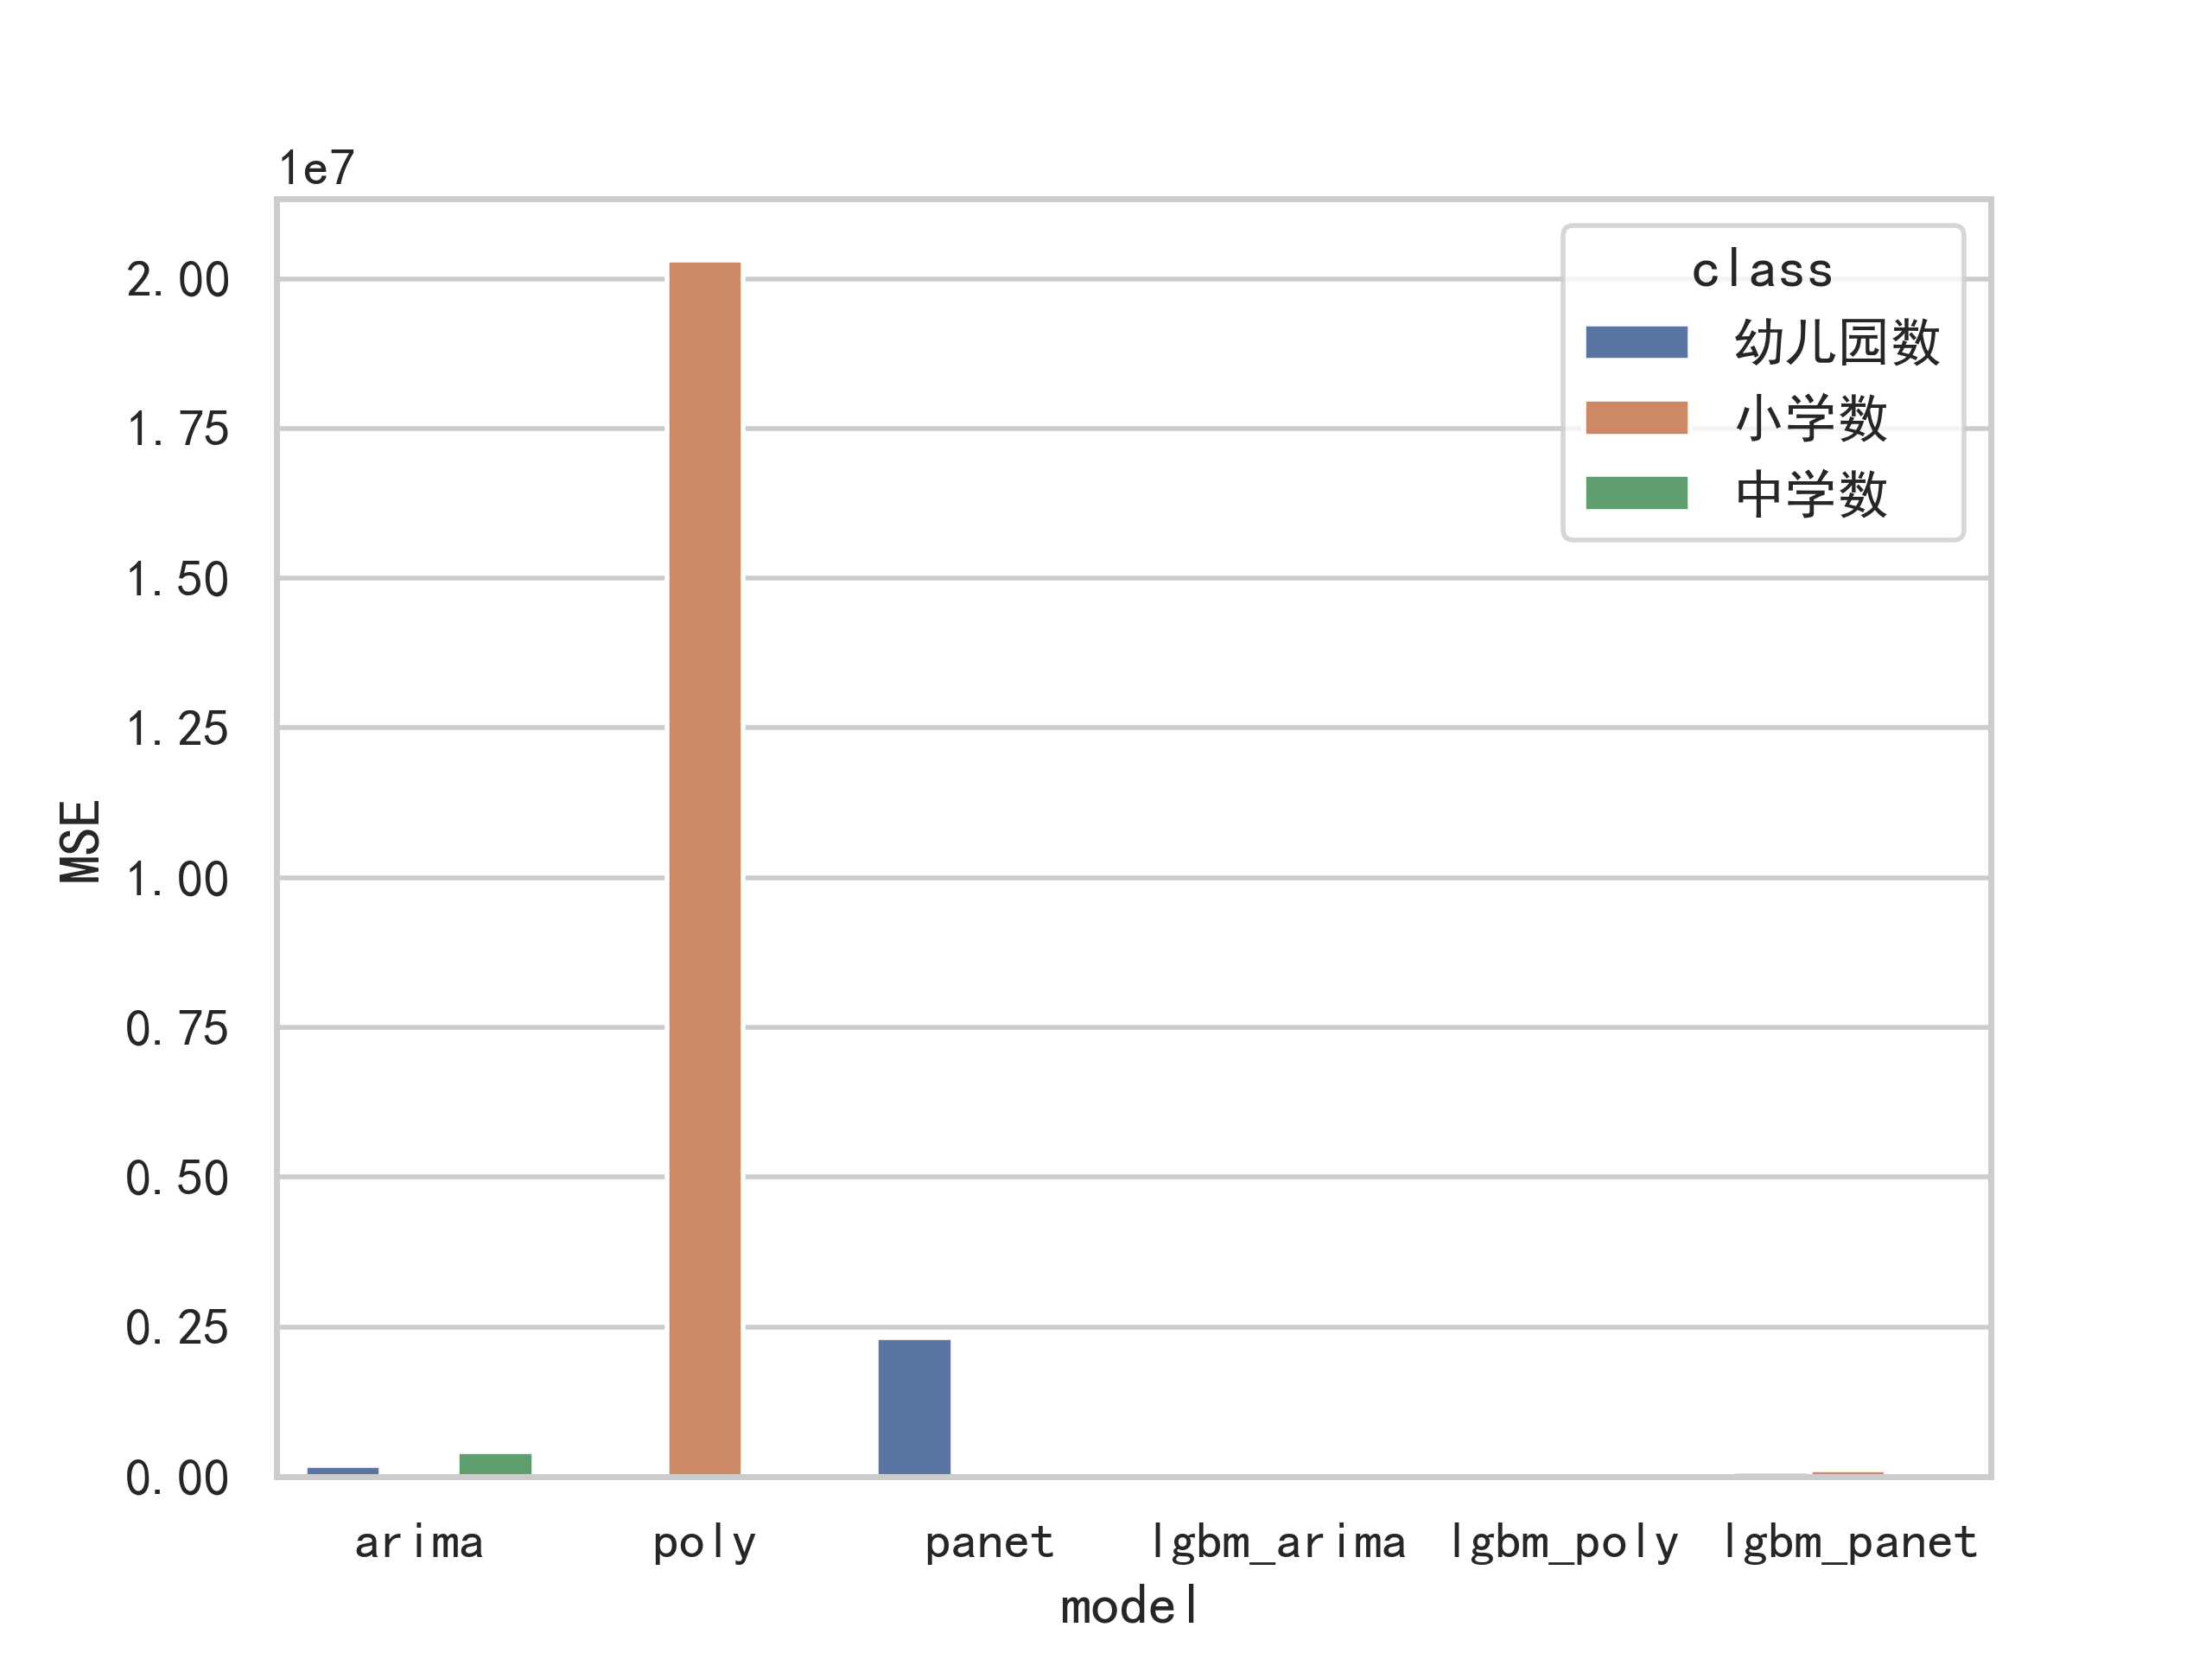 1e7
2.00
1.75
1.50
1.25
1.00
0.75
0.50
0.25
0.00
MSE
class
幼儿园数
小学数
中学数
arima poly panet lgbm_arima lgbm_poly lgbm_panet
model